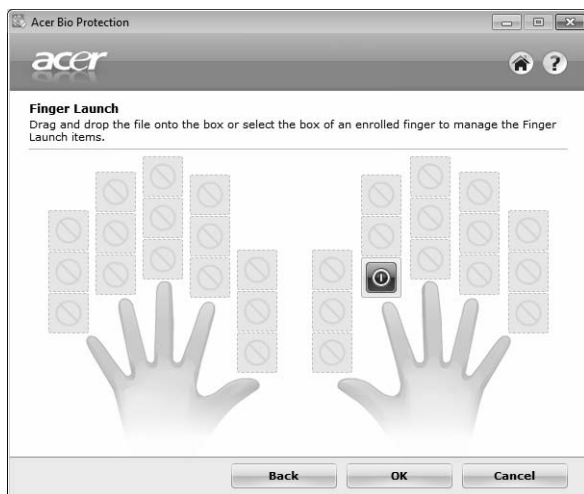 Acer Bio Protection
acer
?
Finger Launch
Drag and drop the file onto the box or select the box of an enrolled finger to manage the Finger
Launch items.
Back OK Cancel